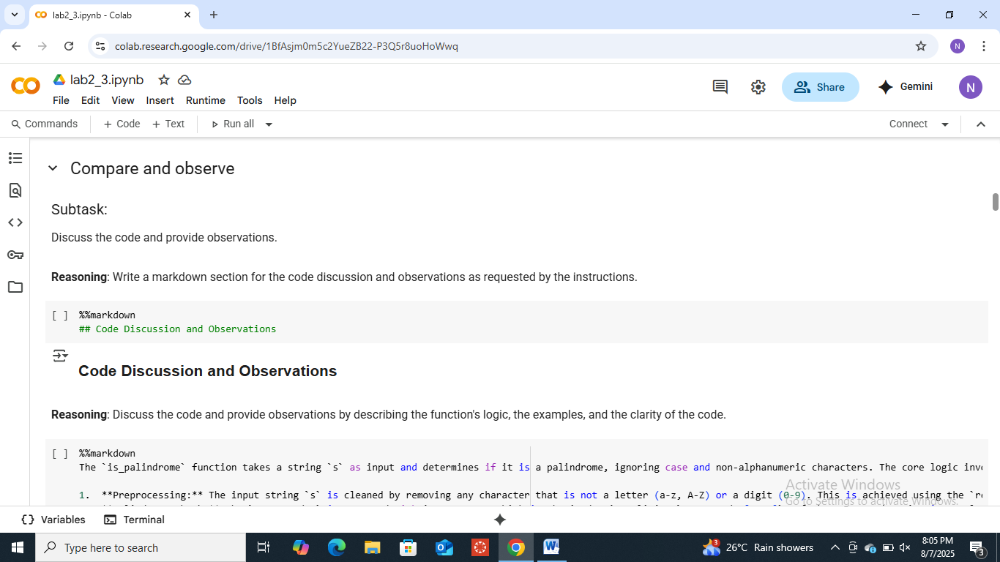 lab2_3.ipynb - Colab
colab.research.google.com/drive/1BfAsjm0m5c2YueZB22-P3Q5r8uoHoWwq
N
lab2_3.ipynb
File Edit View Insert Runtime Tools Help
Share
Gemini
N
Commands + Code + Text Run all
Connect
Compare and observe
Subtask:
Discuss the code and provide observations.
Reasoning: Write a markdown section for the code discussion and observations as requested by the instructions.
[ ] %%markdown
## Code Discussion and Observations
Code Discussion and Observations
Reasoning: Discuss the code and provide observations by describing the function's logic, the examples, and the clarity of the code.
[ ] %%markdown
The `is_palindrome` function takes a string `s` as input and determines if it is a palindrome, ignoring case and non-alphanumeric characters. The core logic
1. **Preprocessing:** The input string `s` is cleaned by removing any character that is not a letter (a-z, A-Z) or a digit (0-9). This is achieved using the
Activate Windows
Go to Settings to activate Windows.
Variables Terminal
Type here to search
3
26°C Rain showers
8:05 PM
8/7/2025
3